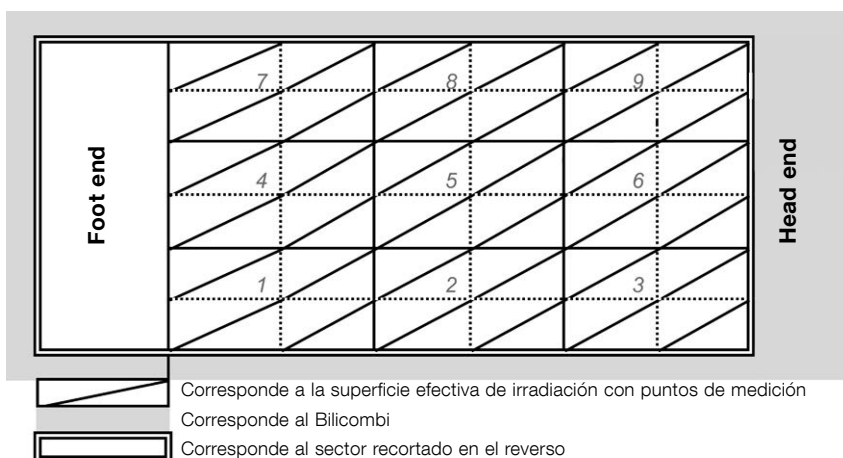 7 8 9
Foot end
4 5 6
Head end
1 2 3
Corresponde a la superficie efectiva de irradiación con puntos de medición
Corresponde al Bilicombi
Corresponde al sector recortado en el reverso